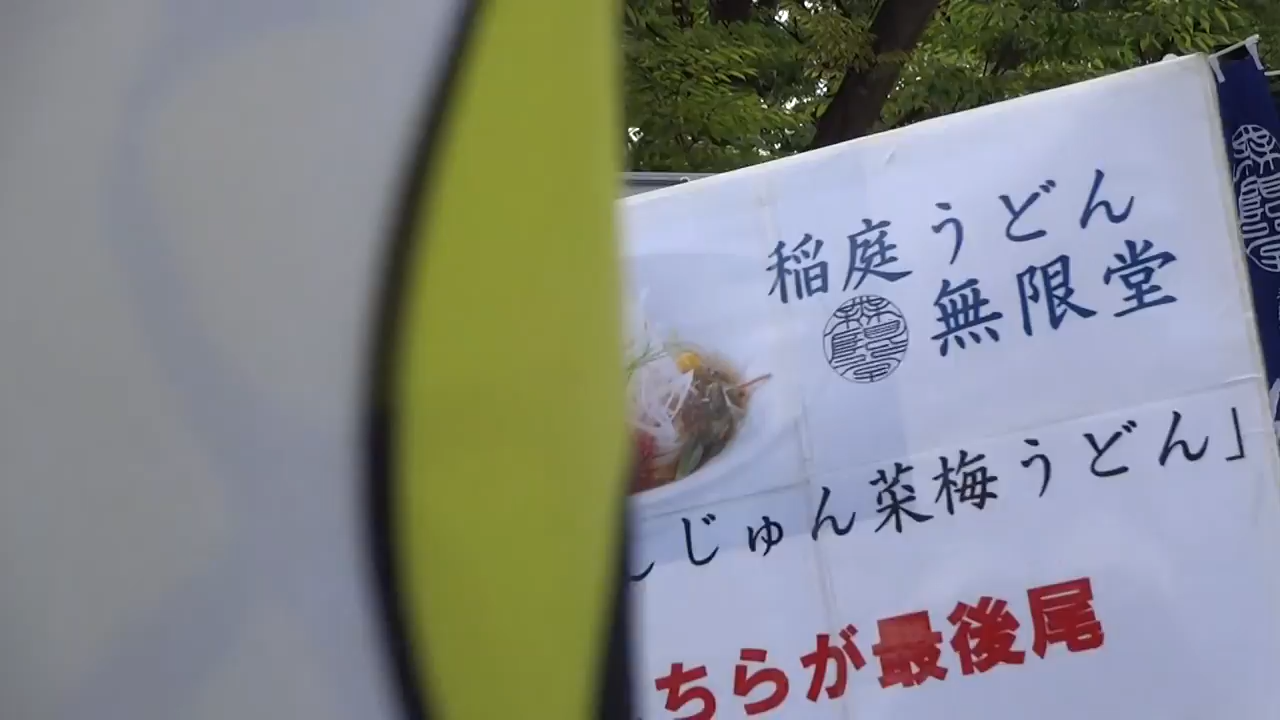 稲庭うどん
無限堂
じゅん菜梅うどん」
ちらが最後尾